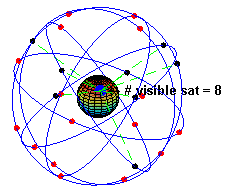 # visible sat = 8